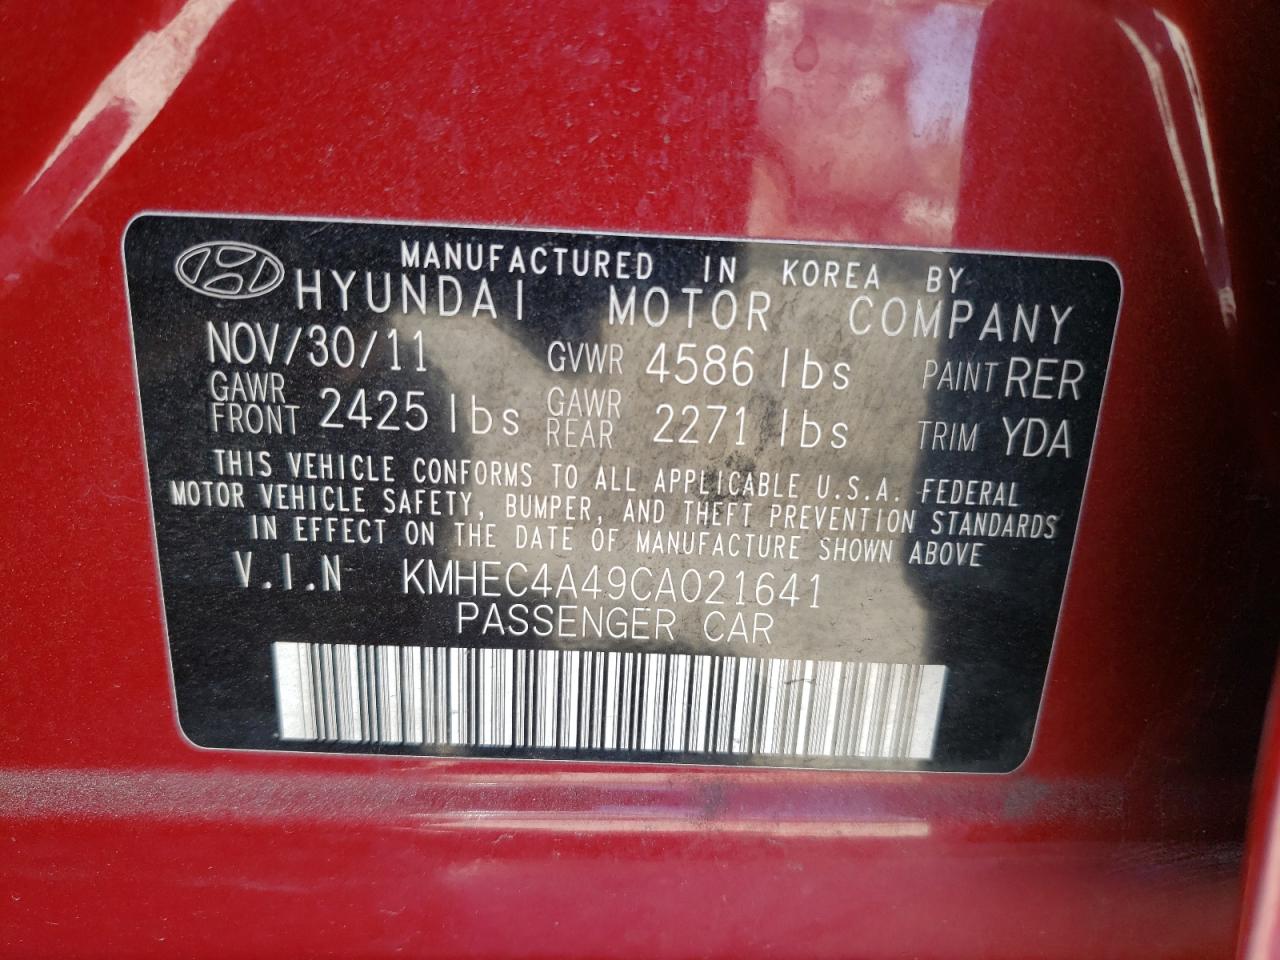 MANUFACTURED IN KOREA BY
HYUNDAI MOTOR COMPANY
NOV/30/11 GVWR 4586 lbs PAINT RER
GAWR FRONT 2425 lbs GAWR REAR 2271 lbs TRIM YDA
THIS VEHICLE CONFORMS TO ALL APPLICABLE U.S.A. FEDERAL
MOTOR VEHICLE SAFETY, BUMPER, AND THEFT PREVENTION STANDARDS
IN EFFECT ON THE DATE OF MANUFACTURE SHOWN ABOVE
V.I.N KMHEC4A49CA021641
PASSENGER CAR